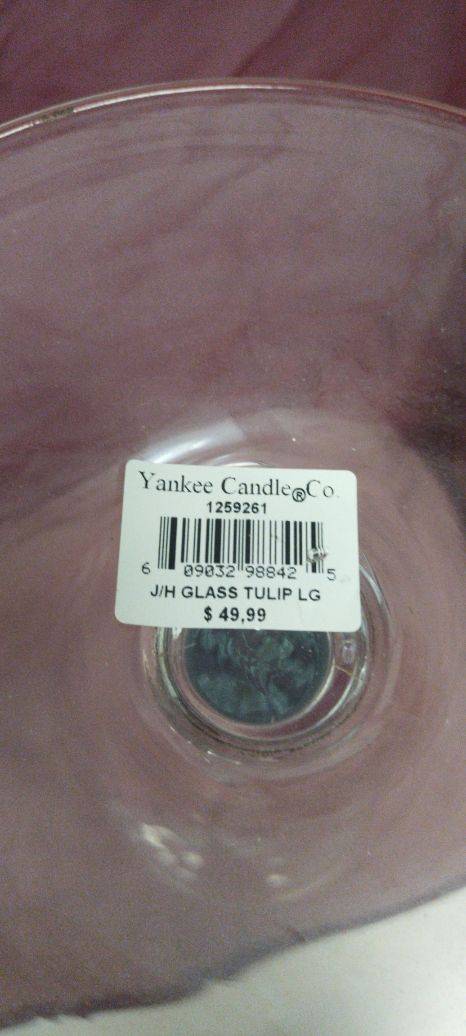 Yankee Candle®Co.
1259261
6 09032 98842 5
J/H GLASS TULIP LG
$ 49,99